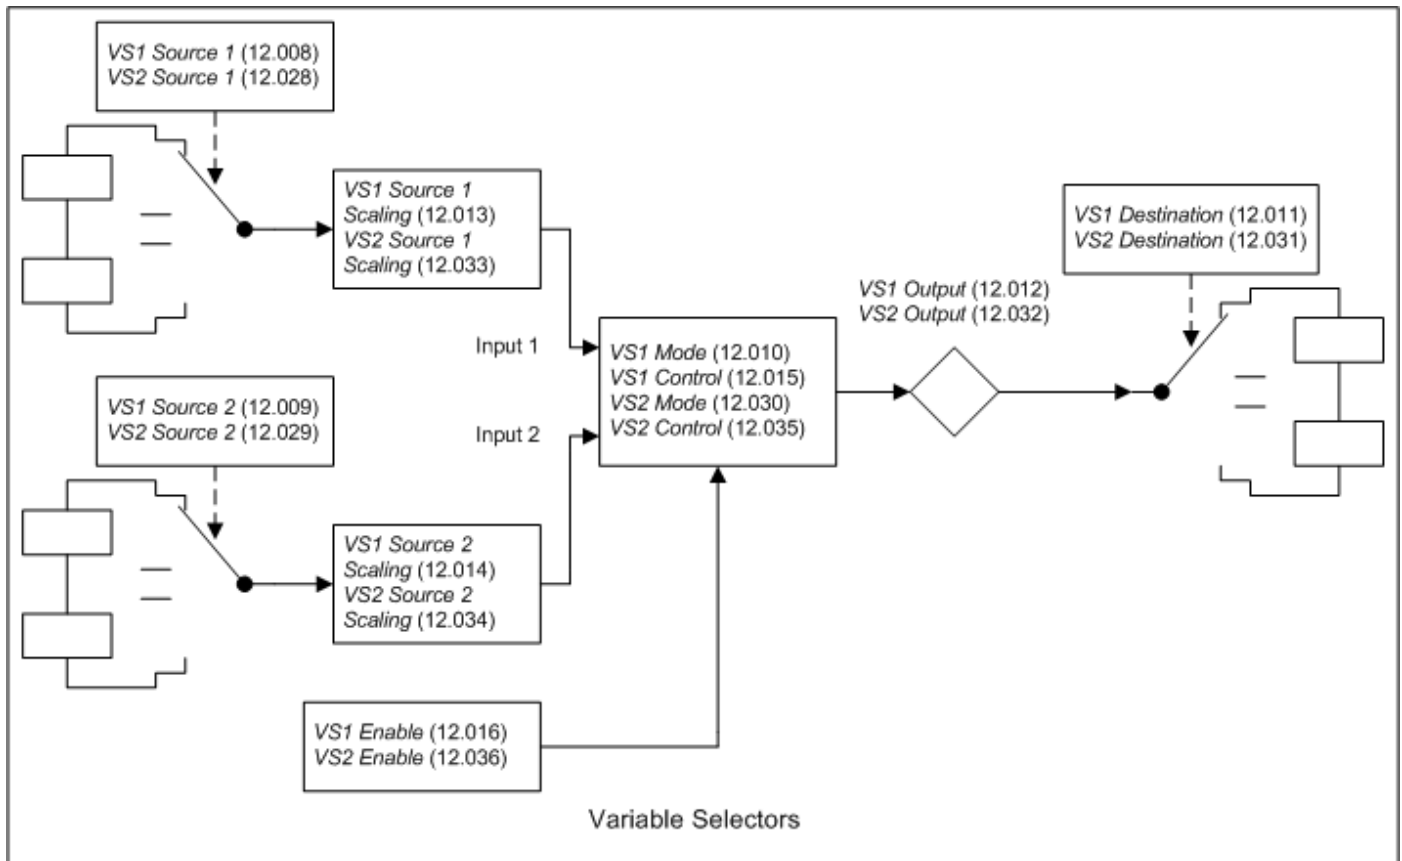 VS1 Source 1 (12.008)
VS2 Source 1 (12.028)
VS1 Source 1
Scaling (12.013)
VS2 Source 1
Scaling (12.033)
VS1 Destination (12.011)
VS2 Destination (12.031)
VS1 Output (12.012)
VS2 Output (12.032)
Input 1
VS1 Mode (12.010)
VS1 Control (12.015)
VS2 Mode (12.030)
VS2 Control (12.035)
VS1 Source 2 (12.009)
VS2 Source 2 (12.029)
Input 2
VS1 Source 2
Scaling (12.014)
VS2 Source 2
Scaling (12.034)
VS1 Enable (12.016)
VS2 Enable (12.036)
Variable Selectors